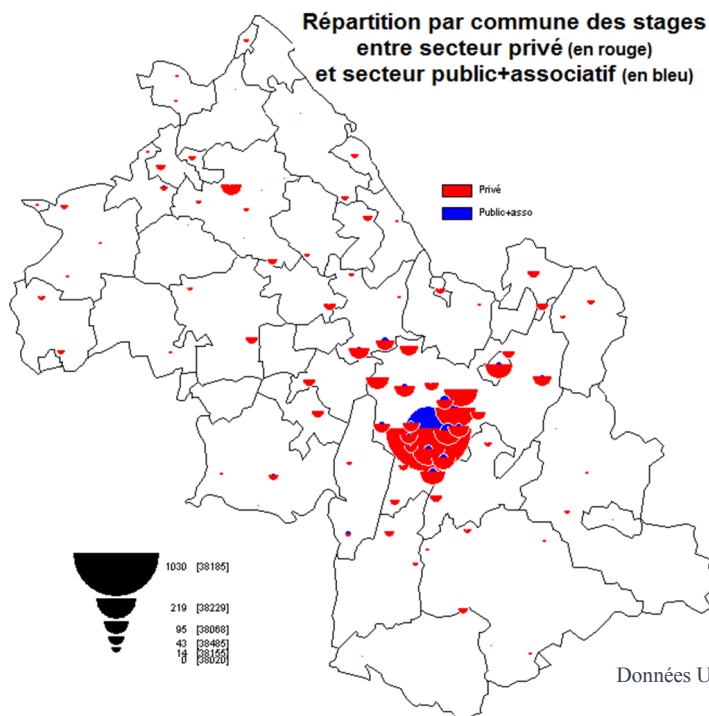 Répartition par commune des stages
entre secteur privé (en rouge)
et secteur public+associatif (en bleu)
Privé
Public+asso
1030 [38185]
219 [38229]
95 [38068]
43 [38485]
14 [38155]
0 [38020]
Données U